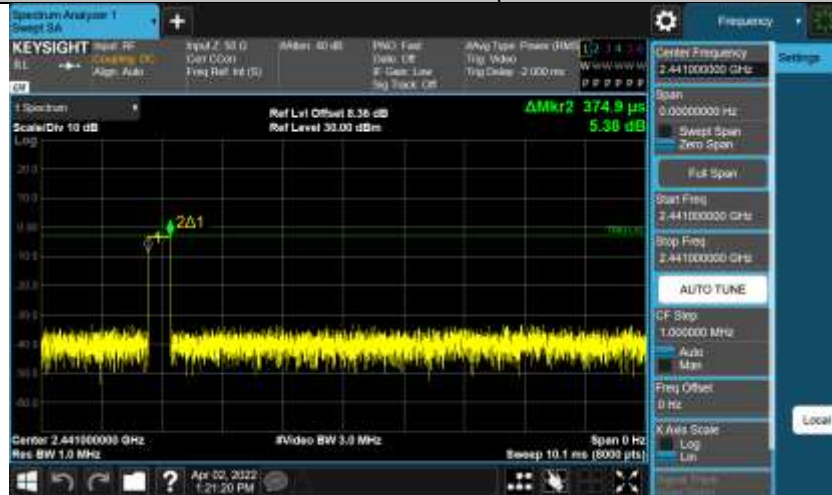 Spectrum Analyzer 1
Swept SA
+
Frequency
KEYSIGHT
Input: RF
Coupling: DC
Align: Auto
Input Z: 50 Ω
Corr CCorr
Freq Ref: Int (S)
#Atten: 40 dB
PNO: Fast
Gate: Off
IF Gain: Low
Sig Track: Off
#Avg Type: Power (RMS)
Trig: Video
Trig Delay: -2.000 ms
1 2 3 4 5 6
W W W W W W
P P P P P P
1 Spectrum
Scale/Div 10 dB
Log
Ref Lvl Offset 8.36 dB
Ref Level 30.00 dBm
ΔMkr2 374.9 µs
5.38 dB
2Δ1
Center 2.441000000 GHz
Res BW 1.0 MHz
#Video BW 3.0 MHz
Span 0 Hz
Sweep 10.1 ms (8000 pts)
Apr 02, 2022
1:21:20 PM
Center Frequency
2.441000000 GHz
Settings
Span
0.00000000 Hz
Swept Span
Zero Span
Full Span
Start Freq
2.441000000 GHz
Stop Freq
2.441000000 GHz
AUTO TUNE
CF Step
1.000000 MHz
Auto
Man
Freq Offset
0 Hz
X Axis Scale
Log
Lin
Local